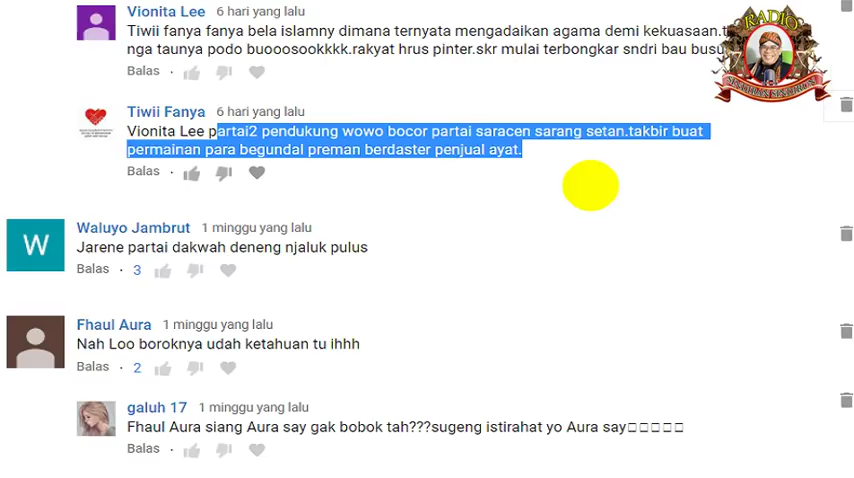 Vionita Lee 6 hari yang lalu
Tiwii fanya fanya bela islamny dimana ternyata mengadaikan agama demi kekuasaan.
nga taunya podo buooosookkkk.rakyat hrus pinter.skr mulai terbongkar sndri bau busu
Balas
RADIO
Tiwii Fanya 6 hari yang lalu
Vionita Lee partai2 pendukung wowo bocor partai saracen sarang setan.takbir buat
permainan para begundal preman berdaster penjual ayat.
Balas
W
Waluyo Jambrut 1 minggu yang lalu
Jarene partai dakwah deneng njaluk pulus
Balas · 3
Fhaul Aura 1 minggu yang lalu
Nah Loo boroknya udah ketahuan tu ihhh
Balas · 2
galuh 17 1 minggu yang lalu
Fhaul Aura siang Aura say gak bobok tah???sugeng istirahat yo Aura say
Balas